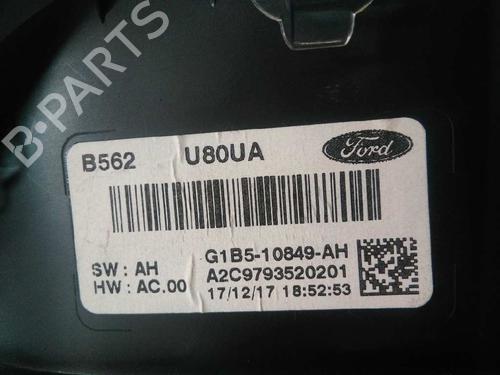 B-PARTS
B562 U80UA Ford
G1B5-10849-AH
SW : AH A2C9793520201
HW : AC.00 17/12/17 18:52:53